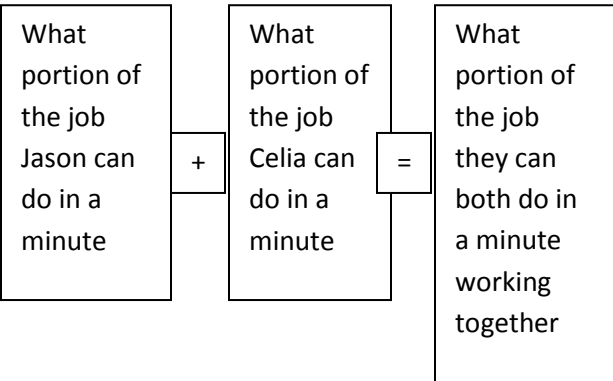 What
portion of
the job
Jason can
do in a
minute
+
What
portion of
the job
Celia can
do in a
minute
=
What
portion of
the job
they can
both do in
a minute
working
together